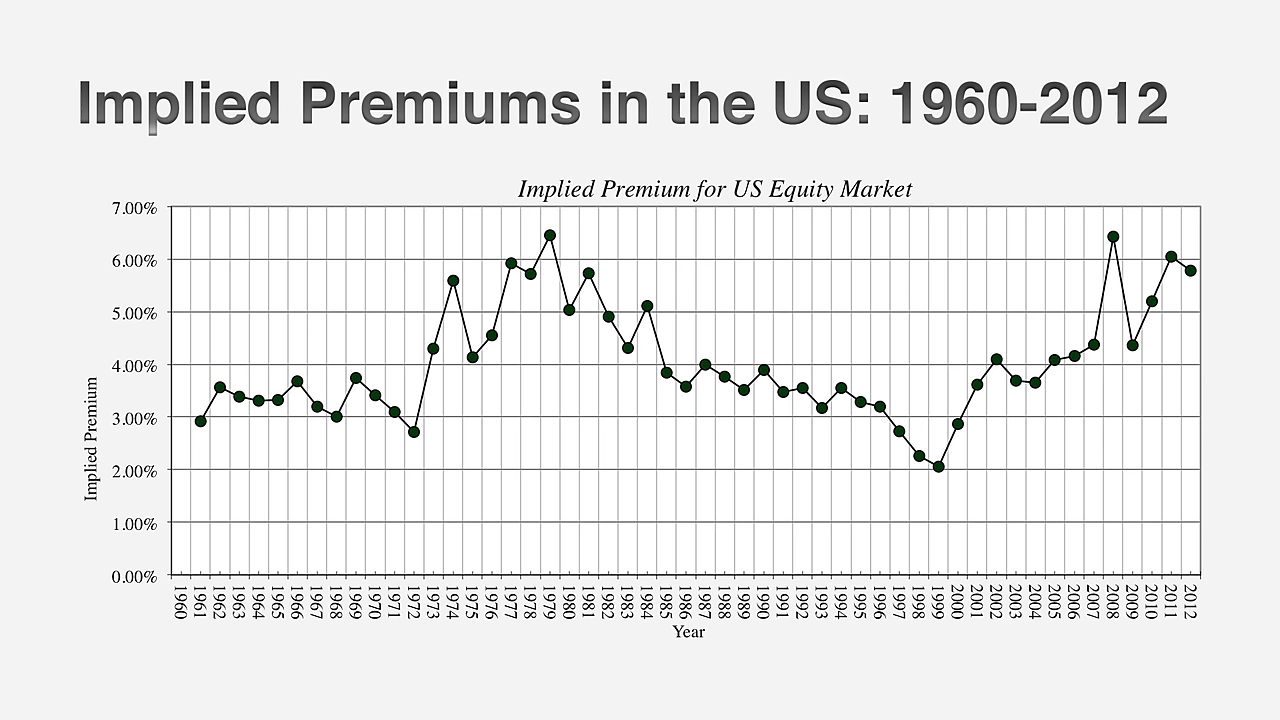 Implied Premiums in the US: 1960-2012
Implied Premium for US Equity Market
7.00%
6.00%
5.00%
4.00%
3.00%
2.00%
1.00%
0.00%
Implied Premium
1960 1961 1962 1963 1964 1965 1966 1967 1968 1969 1970 1971 1972 1973 1974 1975 1976 1977 1978 1979 1980 1981 1982 1983 1984 1985 1986 1987 1988 1989 1990 1991 1992 1993 1994 1995 1996 1997 1998 1999 2000 2001 2002 2003 2004 2005 2006 2007 2008 2009 2010 2011 2012
Year